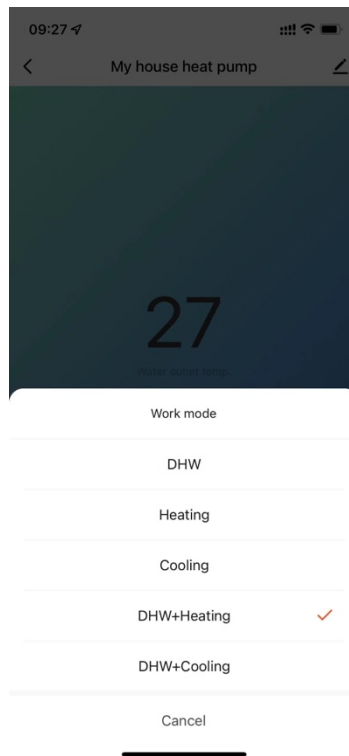 09:27
My house heat pump
27
Water outlet temp.
Work mode
DHW
Heating
Cooling
DHW+Heating
DHW+Cooling
Cancel